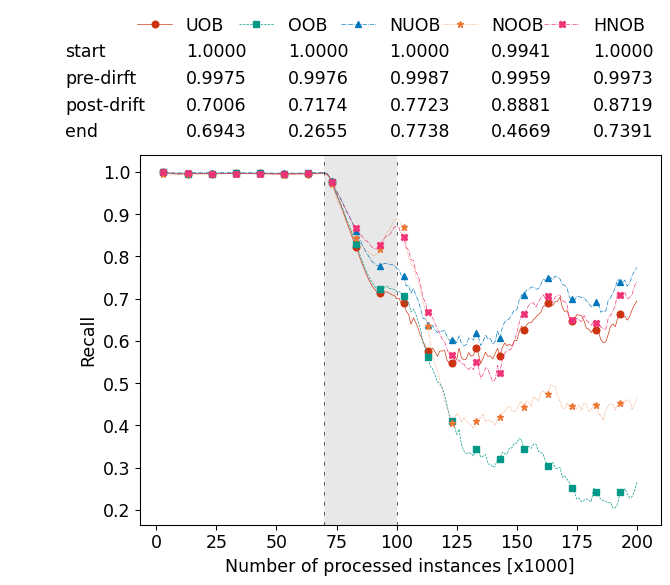 UOB OOB NUOB NOOB HNOB
start 1.0000 1.0000 1.0000 0.9941 1.0000
pre-dirft 0.9975 0.9976 0.9987 0.9959 0.9973
post-drift 0.7006 0.7174 0.7723 0.8881 0.8719
end 0.6943 0.2655 0.7738 0.4669 0.7391
1.0
0.9
0.8
0.7
0.6
0.5
0.4
0.3
0.2
Recall
0 25 50 75 100 125 150 175 200
Number of processed instances [x1000]